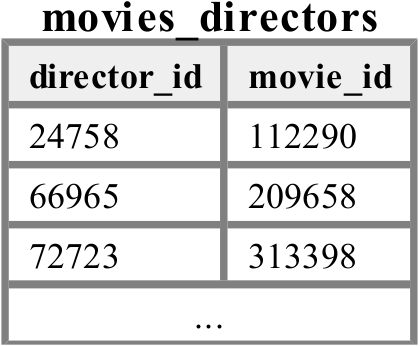 movies_directors
director_id movie_id
24758 112290
66965 209658
72723 313398
...